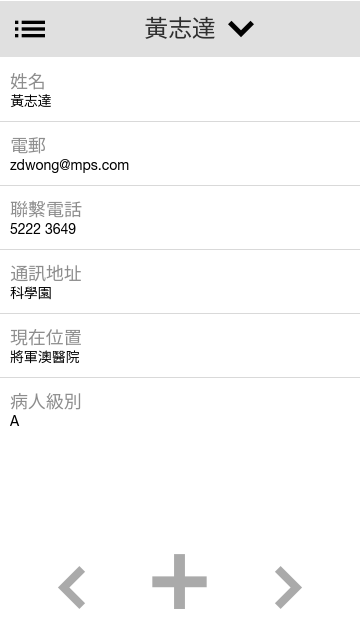 黃志達
姓名
黃志達
電郵
zdwong@mps.com
聯繫電話
5222 3649
通訊地址
科學園
現在位置
將軍澳醫院
病人級別
A